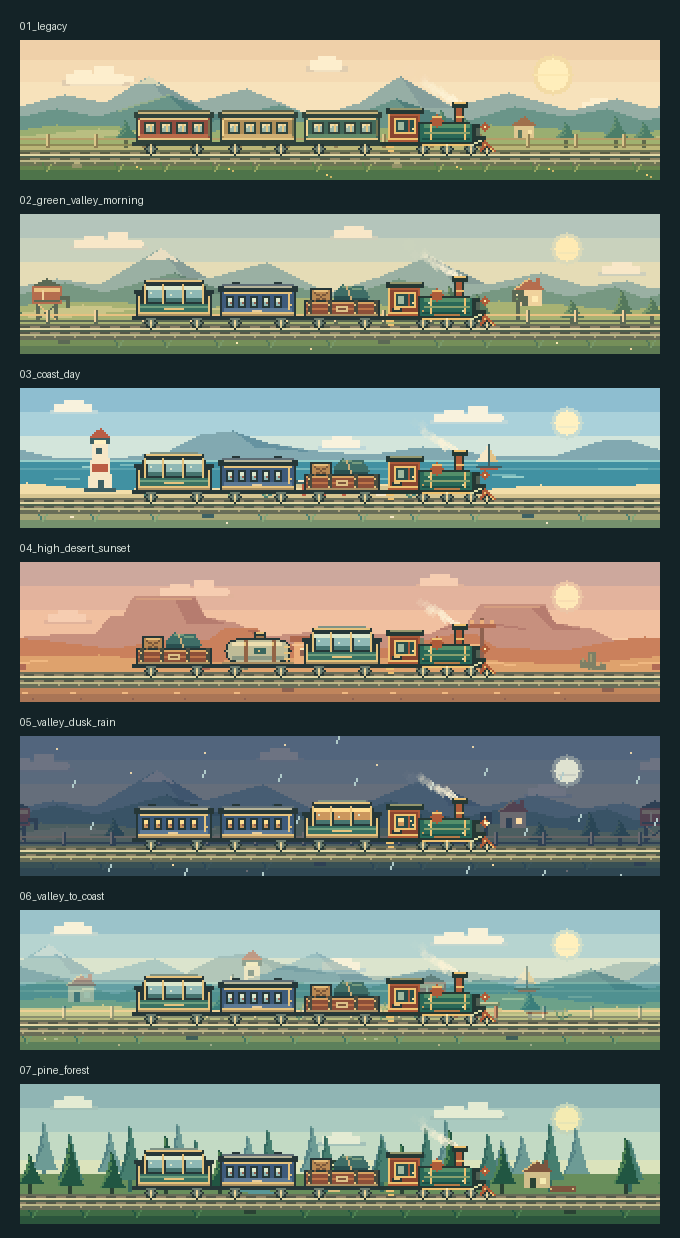 01_legacy
02_green_valley_morning
03_coast_day
04_high_desert_sunset
05_valley_dusk_rain
06_valley_to_coast
07_pine_forest